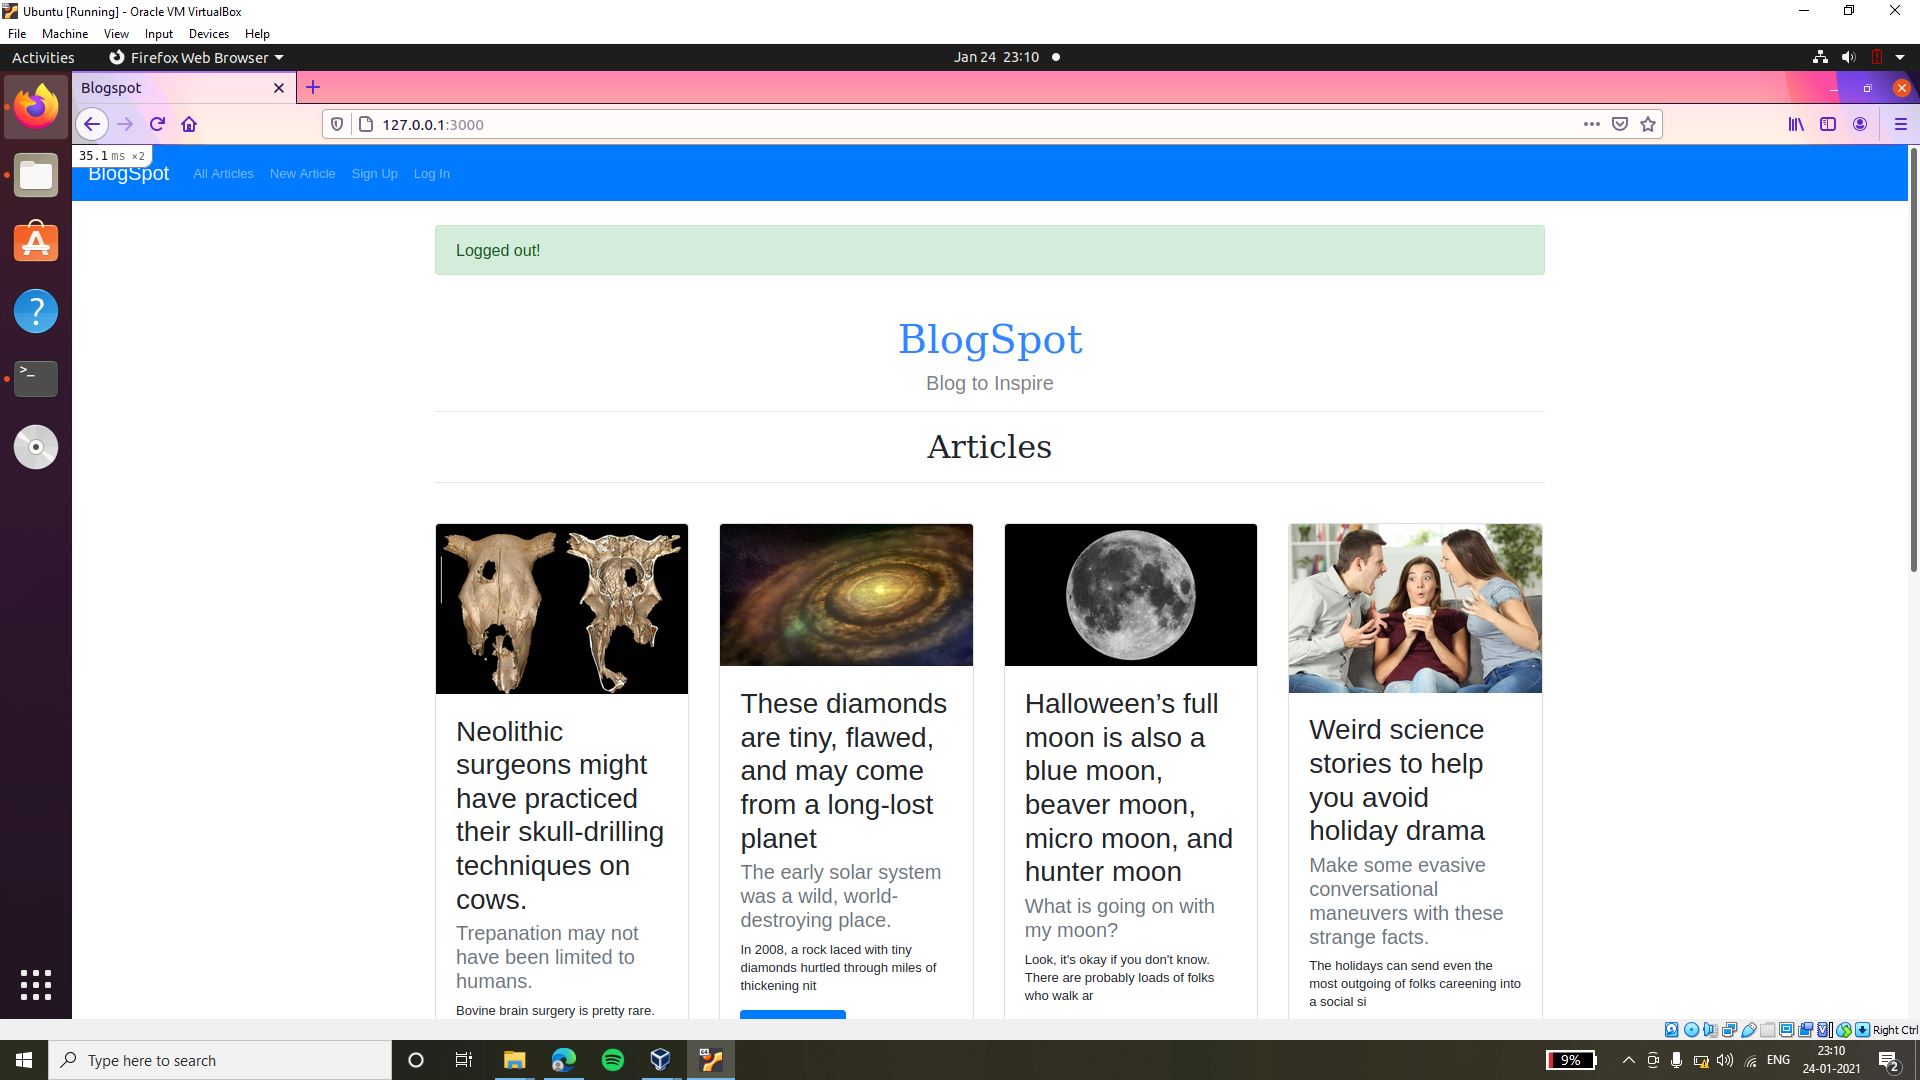 Ubuntu [Running] - Oracle VM VirtualBox
File Machine View Input Devices Help
Activities Firefox Web Browser Jan 24 23:10
Blogspot
127.0.0.1:3000
35.1 ms ×2
BlogSpot All Articles New Article Sign Up Log In
Logged out!
BlogSpot
Blog to Inspire
Articles
Neolithic
surgeons might
have practiced
their skull-drilling
techniques on
cows.
Trepanation may not
have been limited to
humans.
Bovine brain surgery is pretty rare.
These diamonds
are tiny, flawed,
and may come
from a long-lost
planet
The early solar system
was a wild, world-
destroying place.
In 2008, a rock laced with tiny
diamonds hurtled through miles of
thickening nit
Halloween’s full
moon is also a
blue moon,
beaver moon,
micro moon, and
hunter moon
What is going on with
my moon?
Look, it's okay if you don't know.
There are probably loads of folks
who walk ar
Weird science
stories to help
you avoid
holiday drama
Make some evasive
conversational
maneuvers with these
strange facts.
The holidays can send even the
most outgoing of folks careening into
a social si
Right Ctrl
Type here to search
9%
ENG
23:10
24-01-2021
2